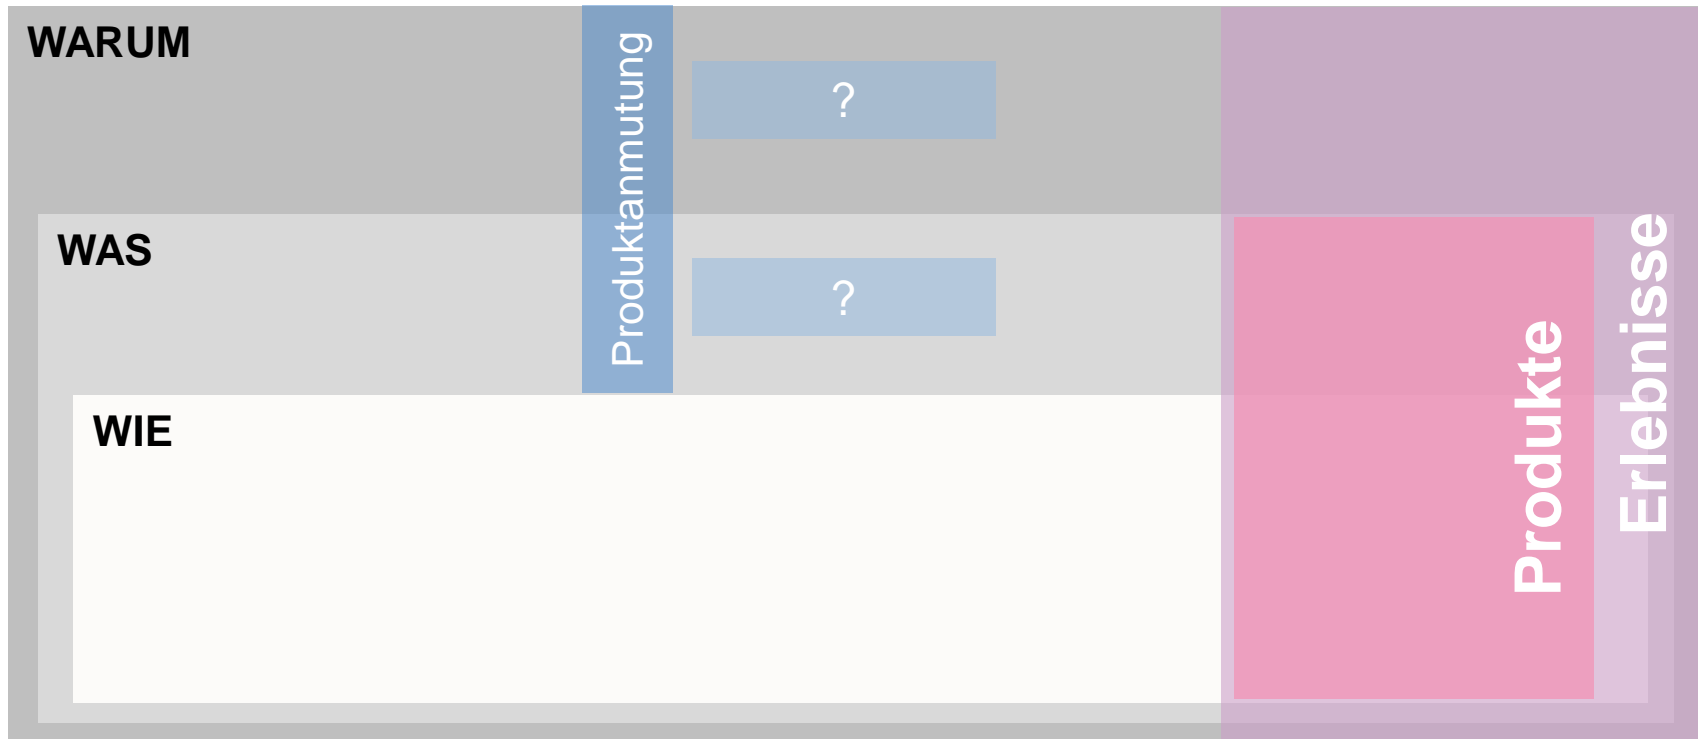 WARUM
Produktanmutung
?
WAS
?
WIE
Produkte
Erlebnisse